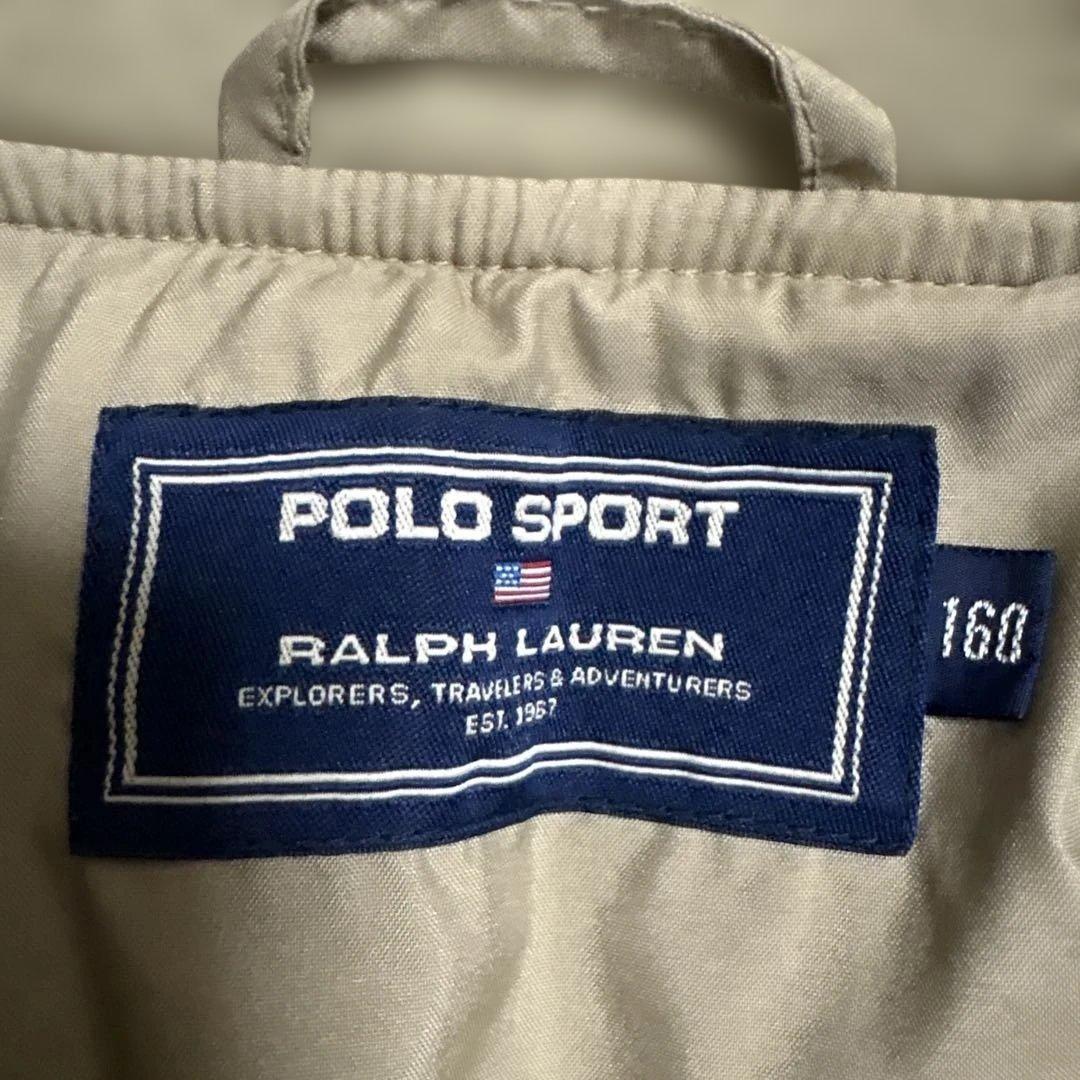 POLO SPORT
RALPH LAUREN
EXPLORERS, TRAVELERS & ADVENTURERS
EST. 1967
160